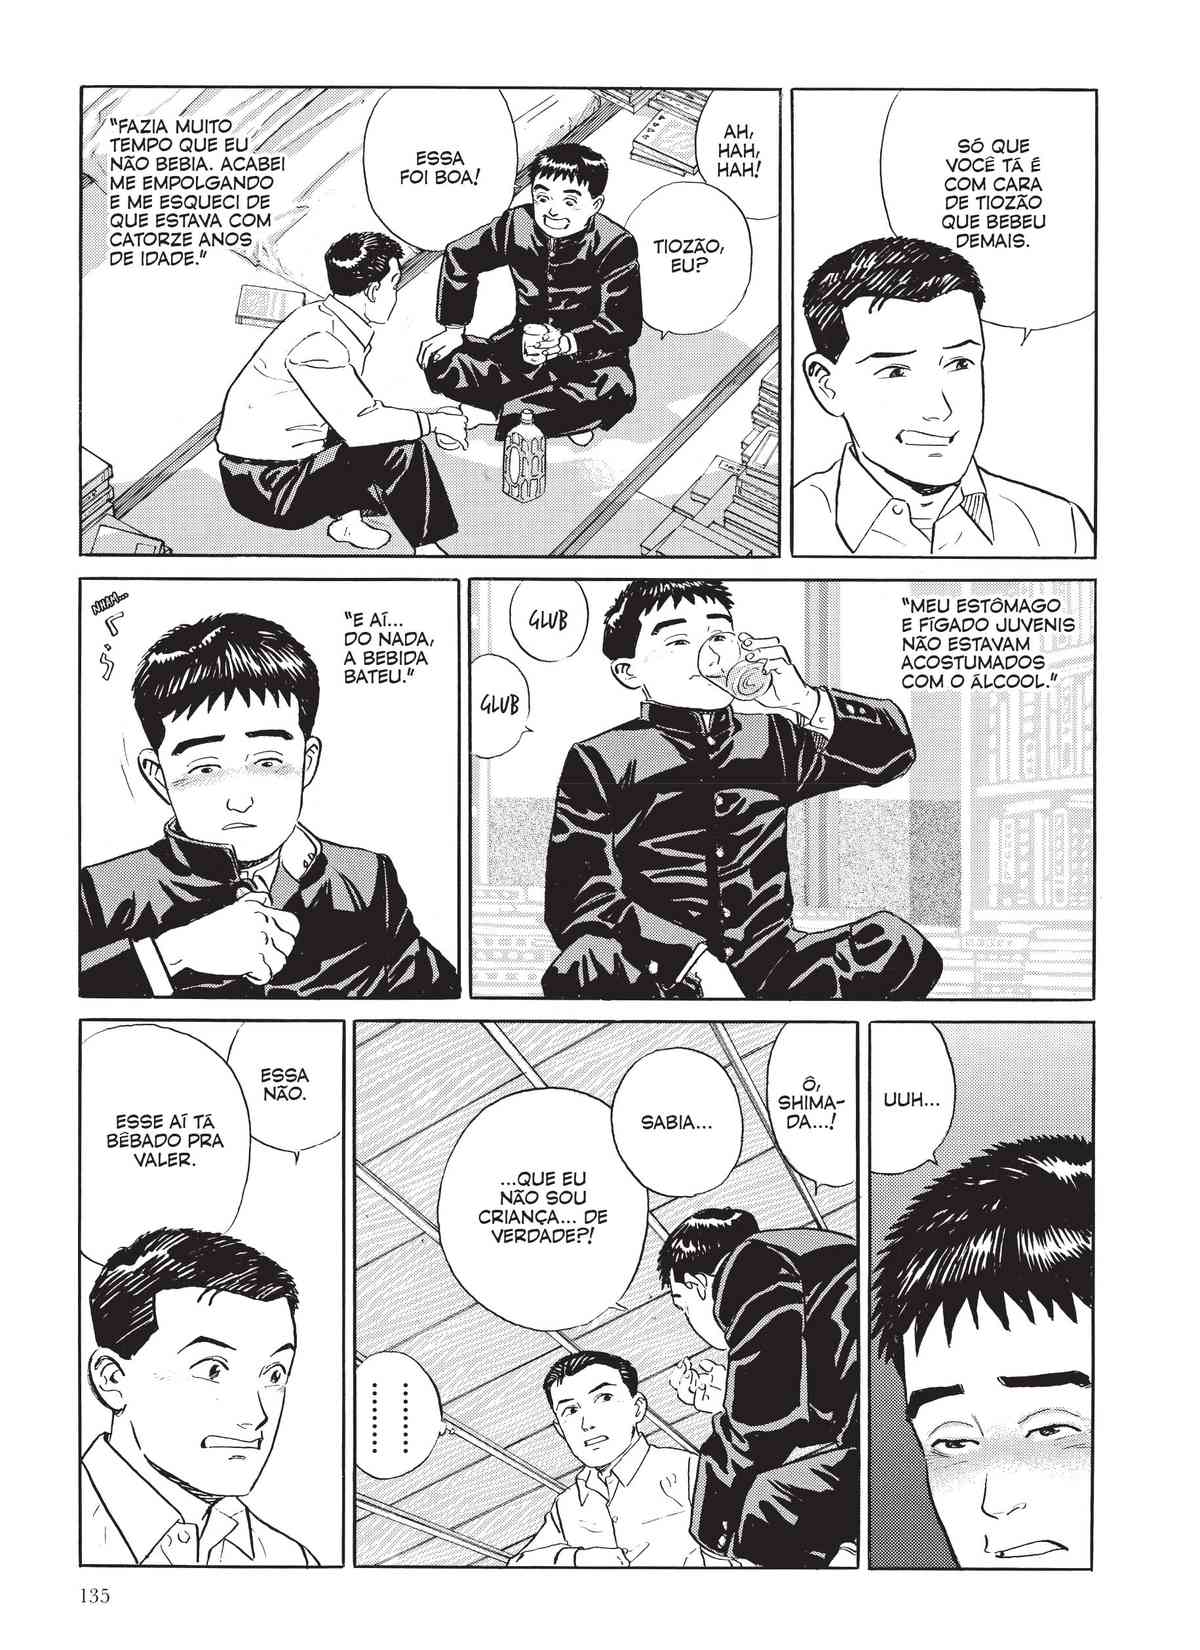 SÓ QUE
VOCÊ TÁ É
COM CARA
DE TIOZÃO
QUE BEBEU
DEMAIS.
AH,
HAH,
HAH!
TIOZÃO,
EU?
ESSA
FOI BOA!
"FAZIA MUITO
TEMPO QUE EU
NÃO BEBIA. ACABEI
ME EMPOLGANDO
E ME ESQUECI DE
QUE ESTAVA COM
CATORZE ANOS
DE IDADE."
"MEU ESTÔMAGO
E FÍGADO JUVENIS
NÃO ESTAVAM
ACOSTUMADOS
COM O ÁLCOOL."
GLUB
GLUB
"E AÍ...
DO NADA,
A BEBIDA
BATEU."
NHAM...
UUH...
Ô,
SHIMA-
DA...!
SABIA...
...QUE EU
NÃO SOU
CRIANÇA... DE
VERDADE?!
ESSA
NÃO.
ESSE AÍ TÁ
BÊBADO PRA
VALER.
135